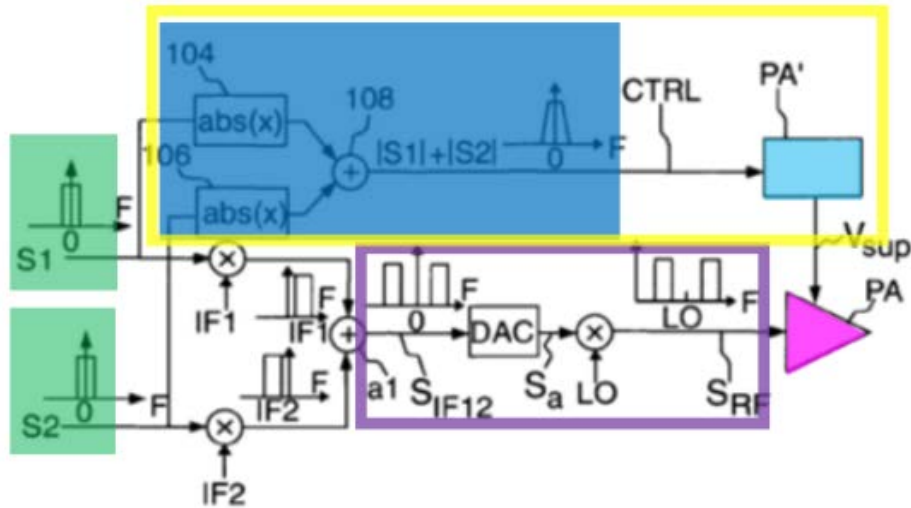 104
108
CTRL
PA'
abs(x)
|S1|+|S2|
F
0
106
abs(x)
F
0
S1
V_sup
IF1
F
IF1
F
0
F
LO
PA
DAC
a1
S_IF12
S_a
LO
S_RF
F
0
F
IF2
S2
IF2